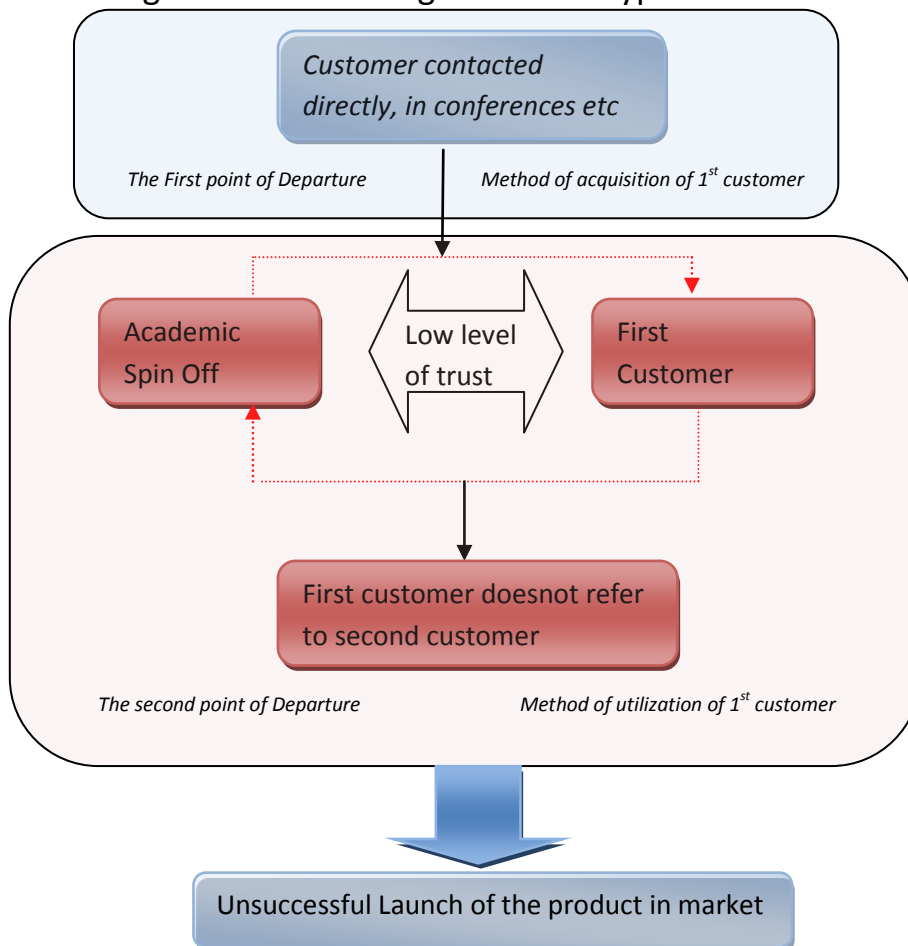 Customer contacted
directly, in conferences etc
The First point of Departure
Method of acquisition of 1st customer
Academic
Spin Off
Low level
of trust
First
Customer
First customer doesnot refer
to second customer
The second point of Departure
Method of utilization of 1st customer
Unsuccessful Launch of the product in market